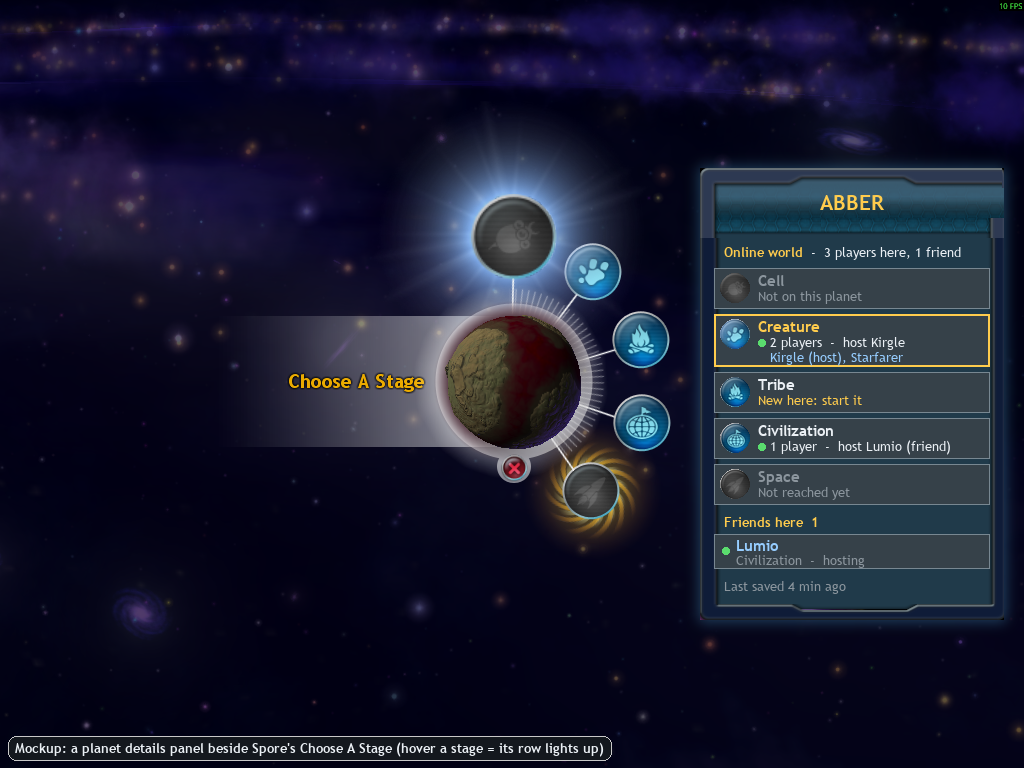 10 FPS
ABBER
Online world - 3 players here, 1 friend
Cell
Not on this planet
Creature
2 players - host Kirgle
Kirgle (host), Starfarer
Tribe
New here: start it
Choose A Stage
Civilization
1 player - host Lumio (friend)
Space
Not reached yet
Friends here 1
Lumio
Civilization - hosting
Last saved 4 min ago
Mockup: a planet details panel beside Spore's Choose A Stage (hover a stage = its row lights up)